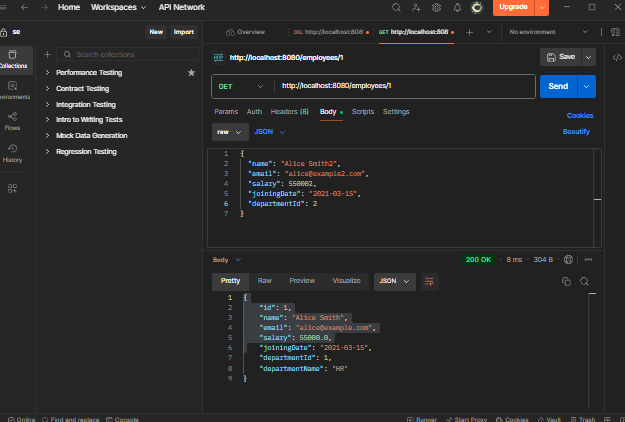 Home Workspaces API Network Upgrade
se New Import Overview DEL http://localhost:8080 GET http://localhost:808 No environment
Collections
Search collections
http://localhost:8080/employees/1 Save
Performance Testing
Contract Testing
Integration Testing
Intro to Writing Tests
Mock Data Generation
Regression Testing
Environments
Flows
History
GET http://localhost:8080/employees/1 Send
Params Auth Headers (8) Body Scripts Settings Cookies
raw JSON Beautify
1 {
2 "name": "Alice Smith2",
3 "email": "alice@example2.com",
4 "salary": 550002,
5 "joiningDate": "2021-03-15",
6 "departmentId": 2
7 }
Body 200 OK 8 ms 304 B
Pretty Raw Preview Visualize JSON
1 {
2 "id": 1,
3 "name": "Alice Smith",
4 "email": "alice@example.com",
5 "salary": 55000.0,
6 "joiningDate": "2021-03-15",
7 "departmentId": 1,
8 "departmentName": "HR"
9 }
Online Find and replace Console Runner Start Proxy Cookies Vault Trash